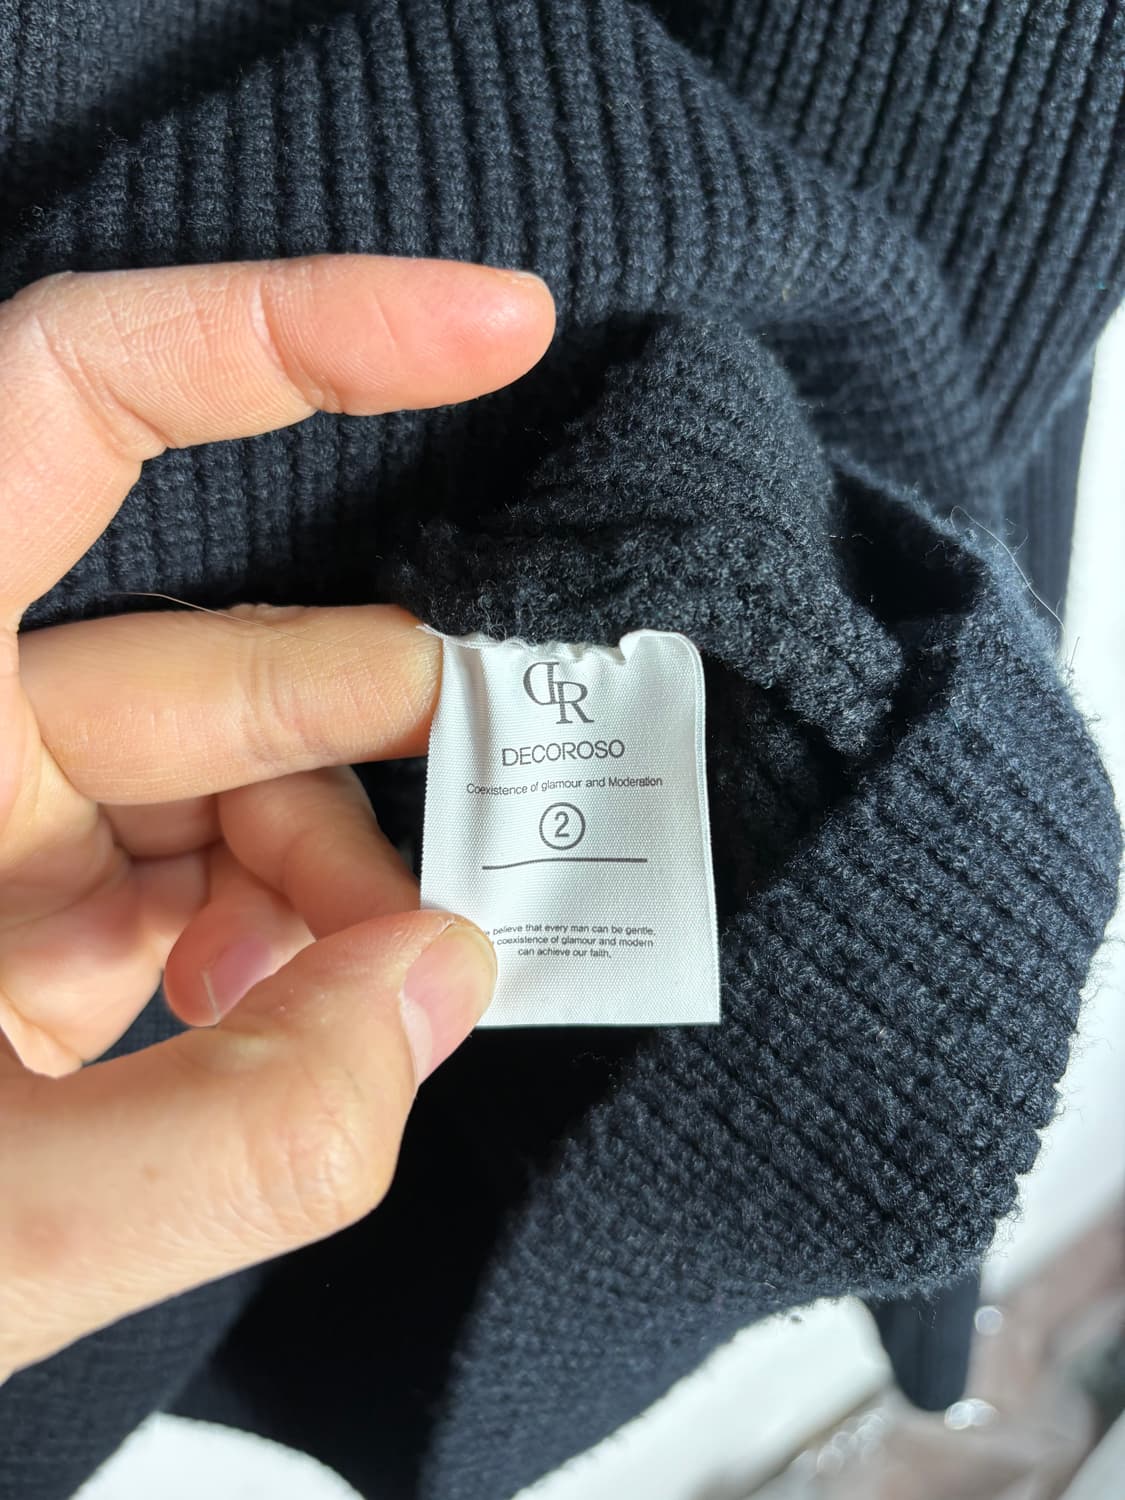 DR
DECOROSO
Coexistence of glamour and Moderation
2
believe that every man can be gentle,
coexistence of glamour and modern
can achieve our faith,